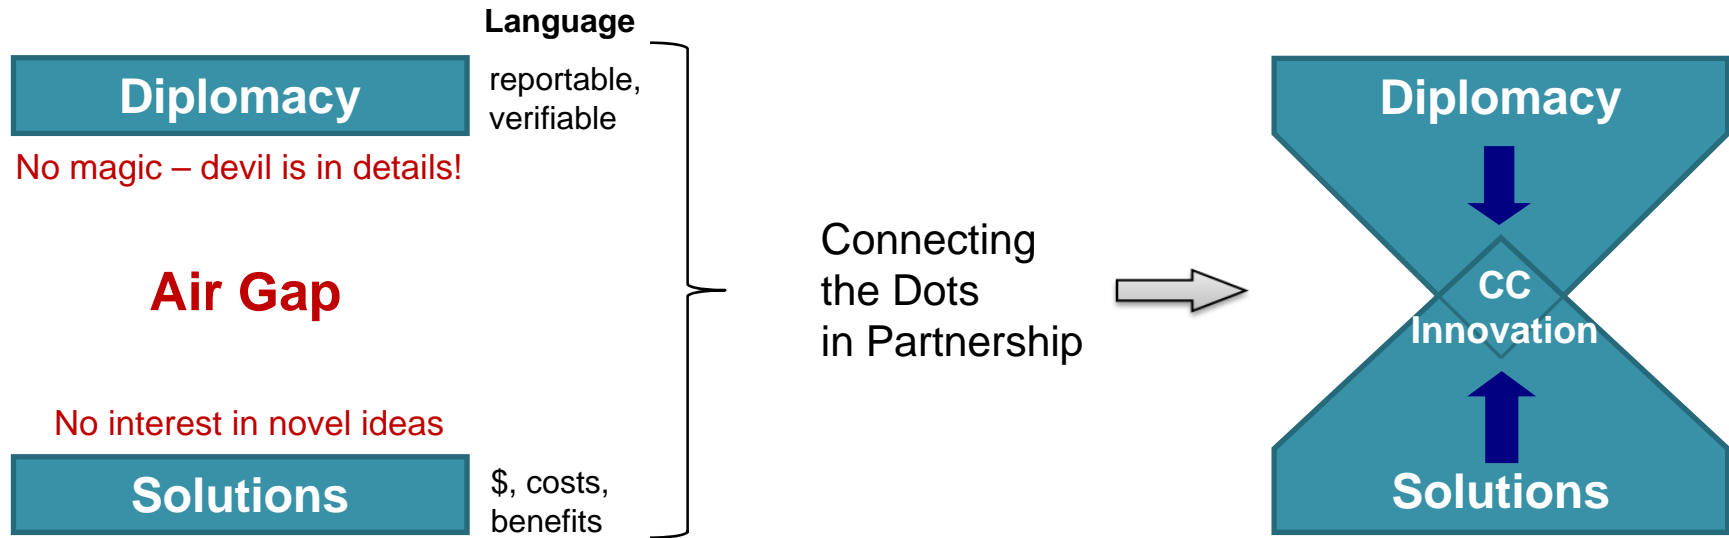 Language
Diplomacy
reportable,
verifiable
No magic – devil is in details!
Air Gap
No interest in novel ideas
Solutions
$, costs,
benefits
Connecting
the Dots
in Partnership
Diplomacy
CC
Innovation
Solutions